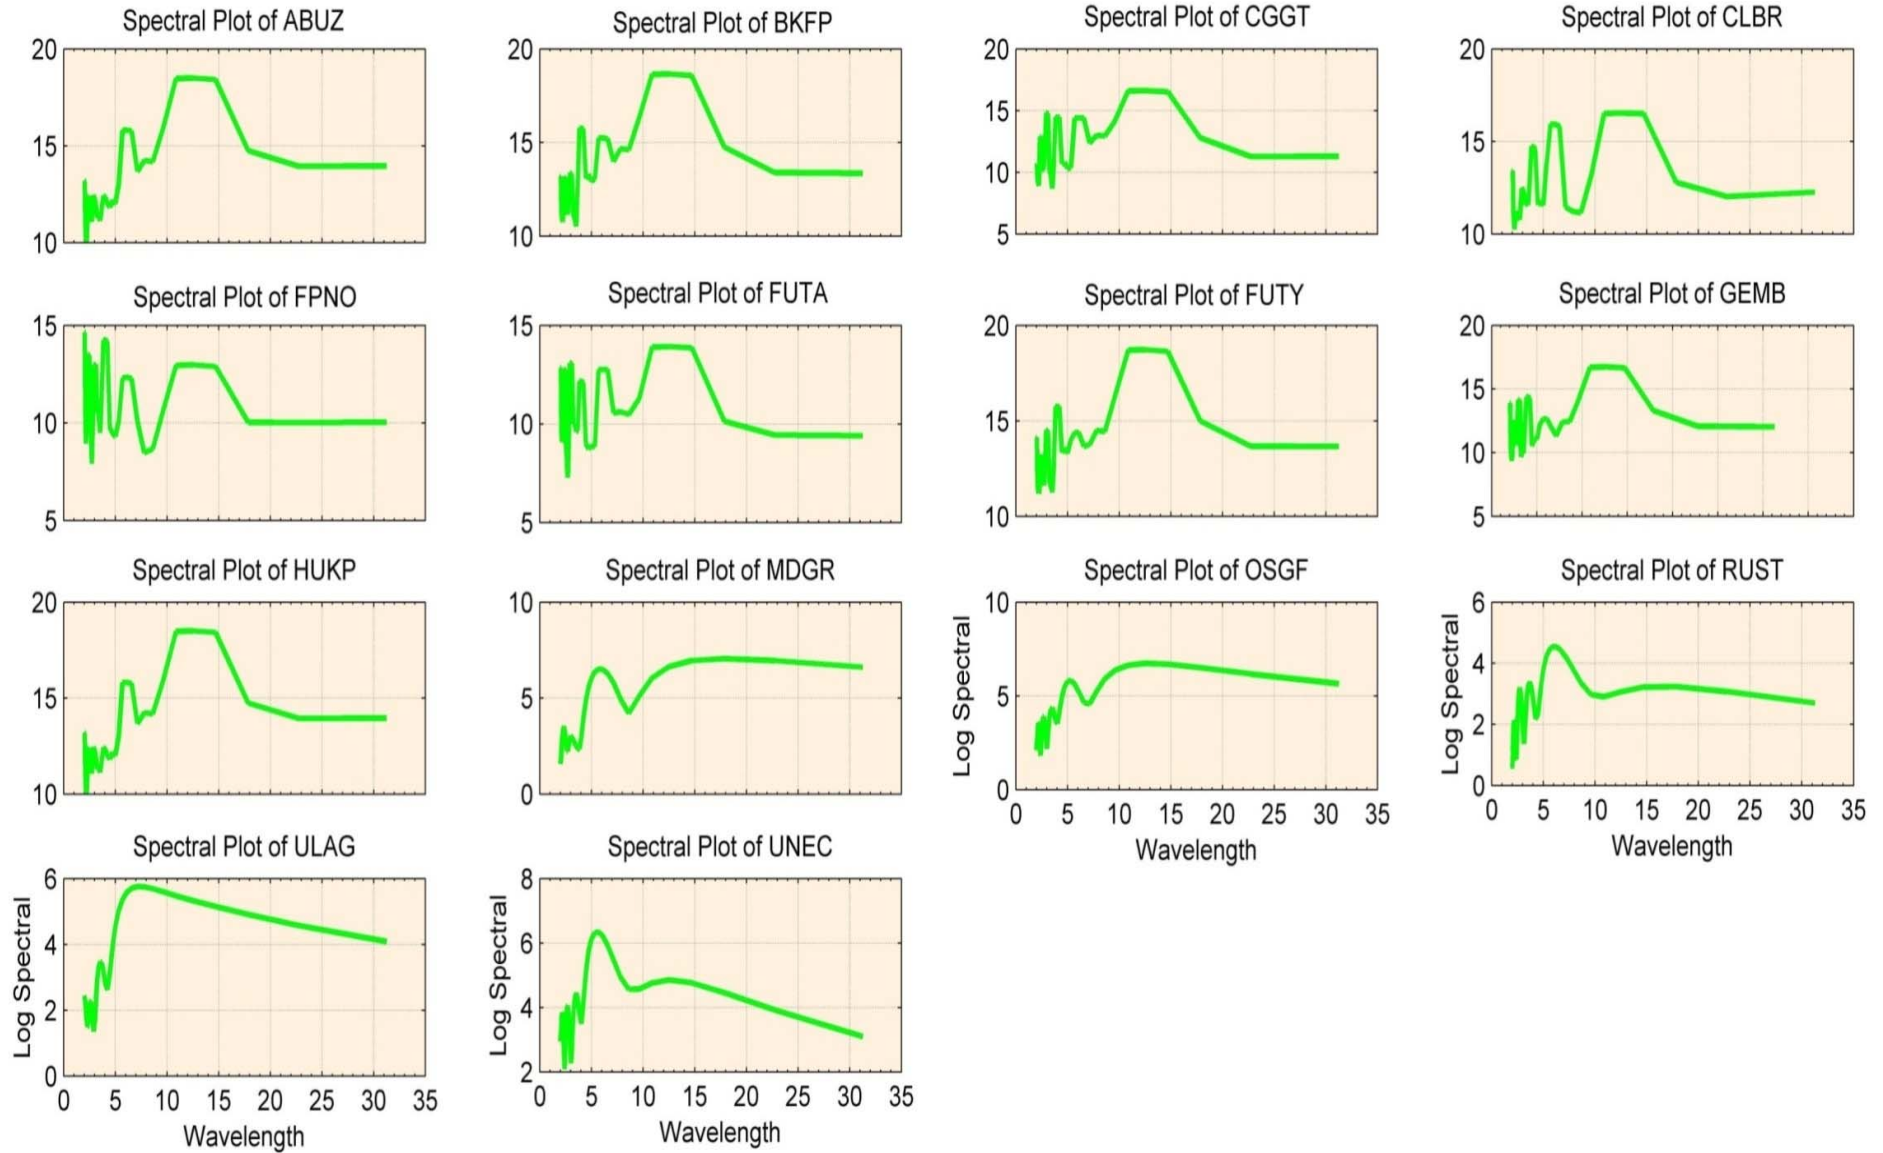 Spectral Plot of ABUZ
20
15
10
Spectral Plot of BKFP
20
15
10
Spectral Plot of CGGT
20
15
10
5
Spectral Plot of CLBR
20
15
10
Spectral Plot of FPNO
15
10
5
Spectral Plot of FUTA
15
10
5
Spectral Plot of FUTY
20
15
10
Spectral Plot of GEMB
20
15
10
5
Spectral Plot of HUKP
20
15
10
Spectral Plot of MDGR
10
5
0
Spectral Plot of OSGF
Log Spectral
10
5
0
0 5 10 15 20 25 30 35
Wavelength
Spectral Plot of RUST
Log Spectral
6
4
2
0
0 5 10 15 20 25 30 35
Wavelength
Spectral Plot of ULAG
Log Spectral
6
4
2
0
0 5 10 15 20 25 30 35
Wavelength
Spectral Plot of UNEC
Log Spectral
8
6
4
2
0 5 10 15 20 25 30 35
Wavelength